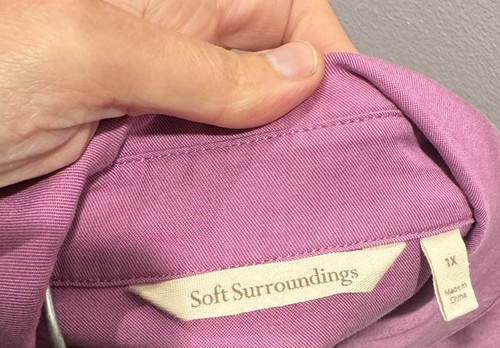 Soft Surroundings
1X
Made in
China